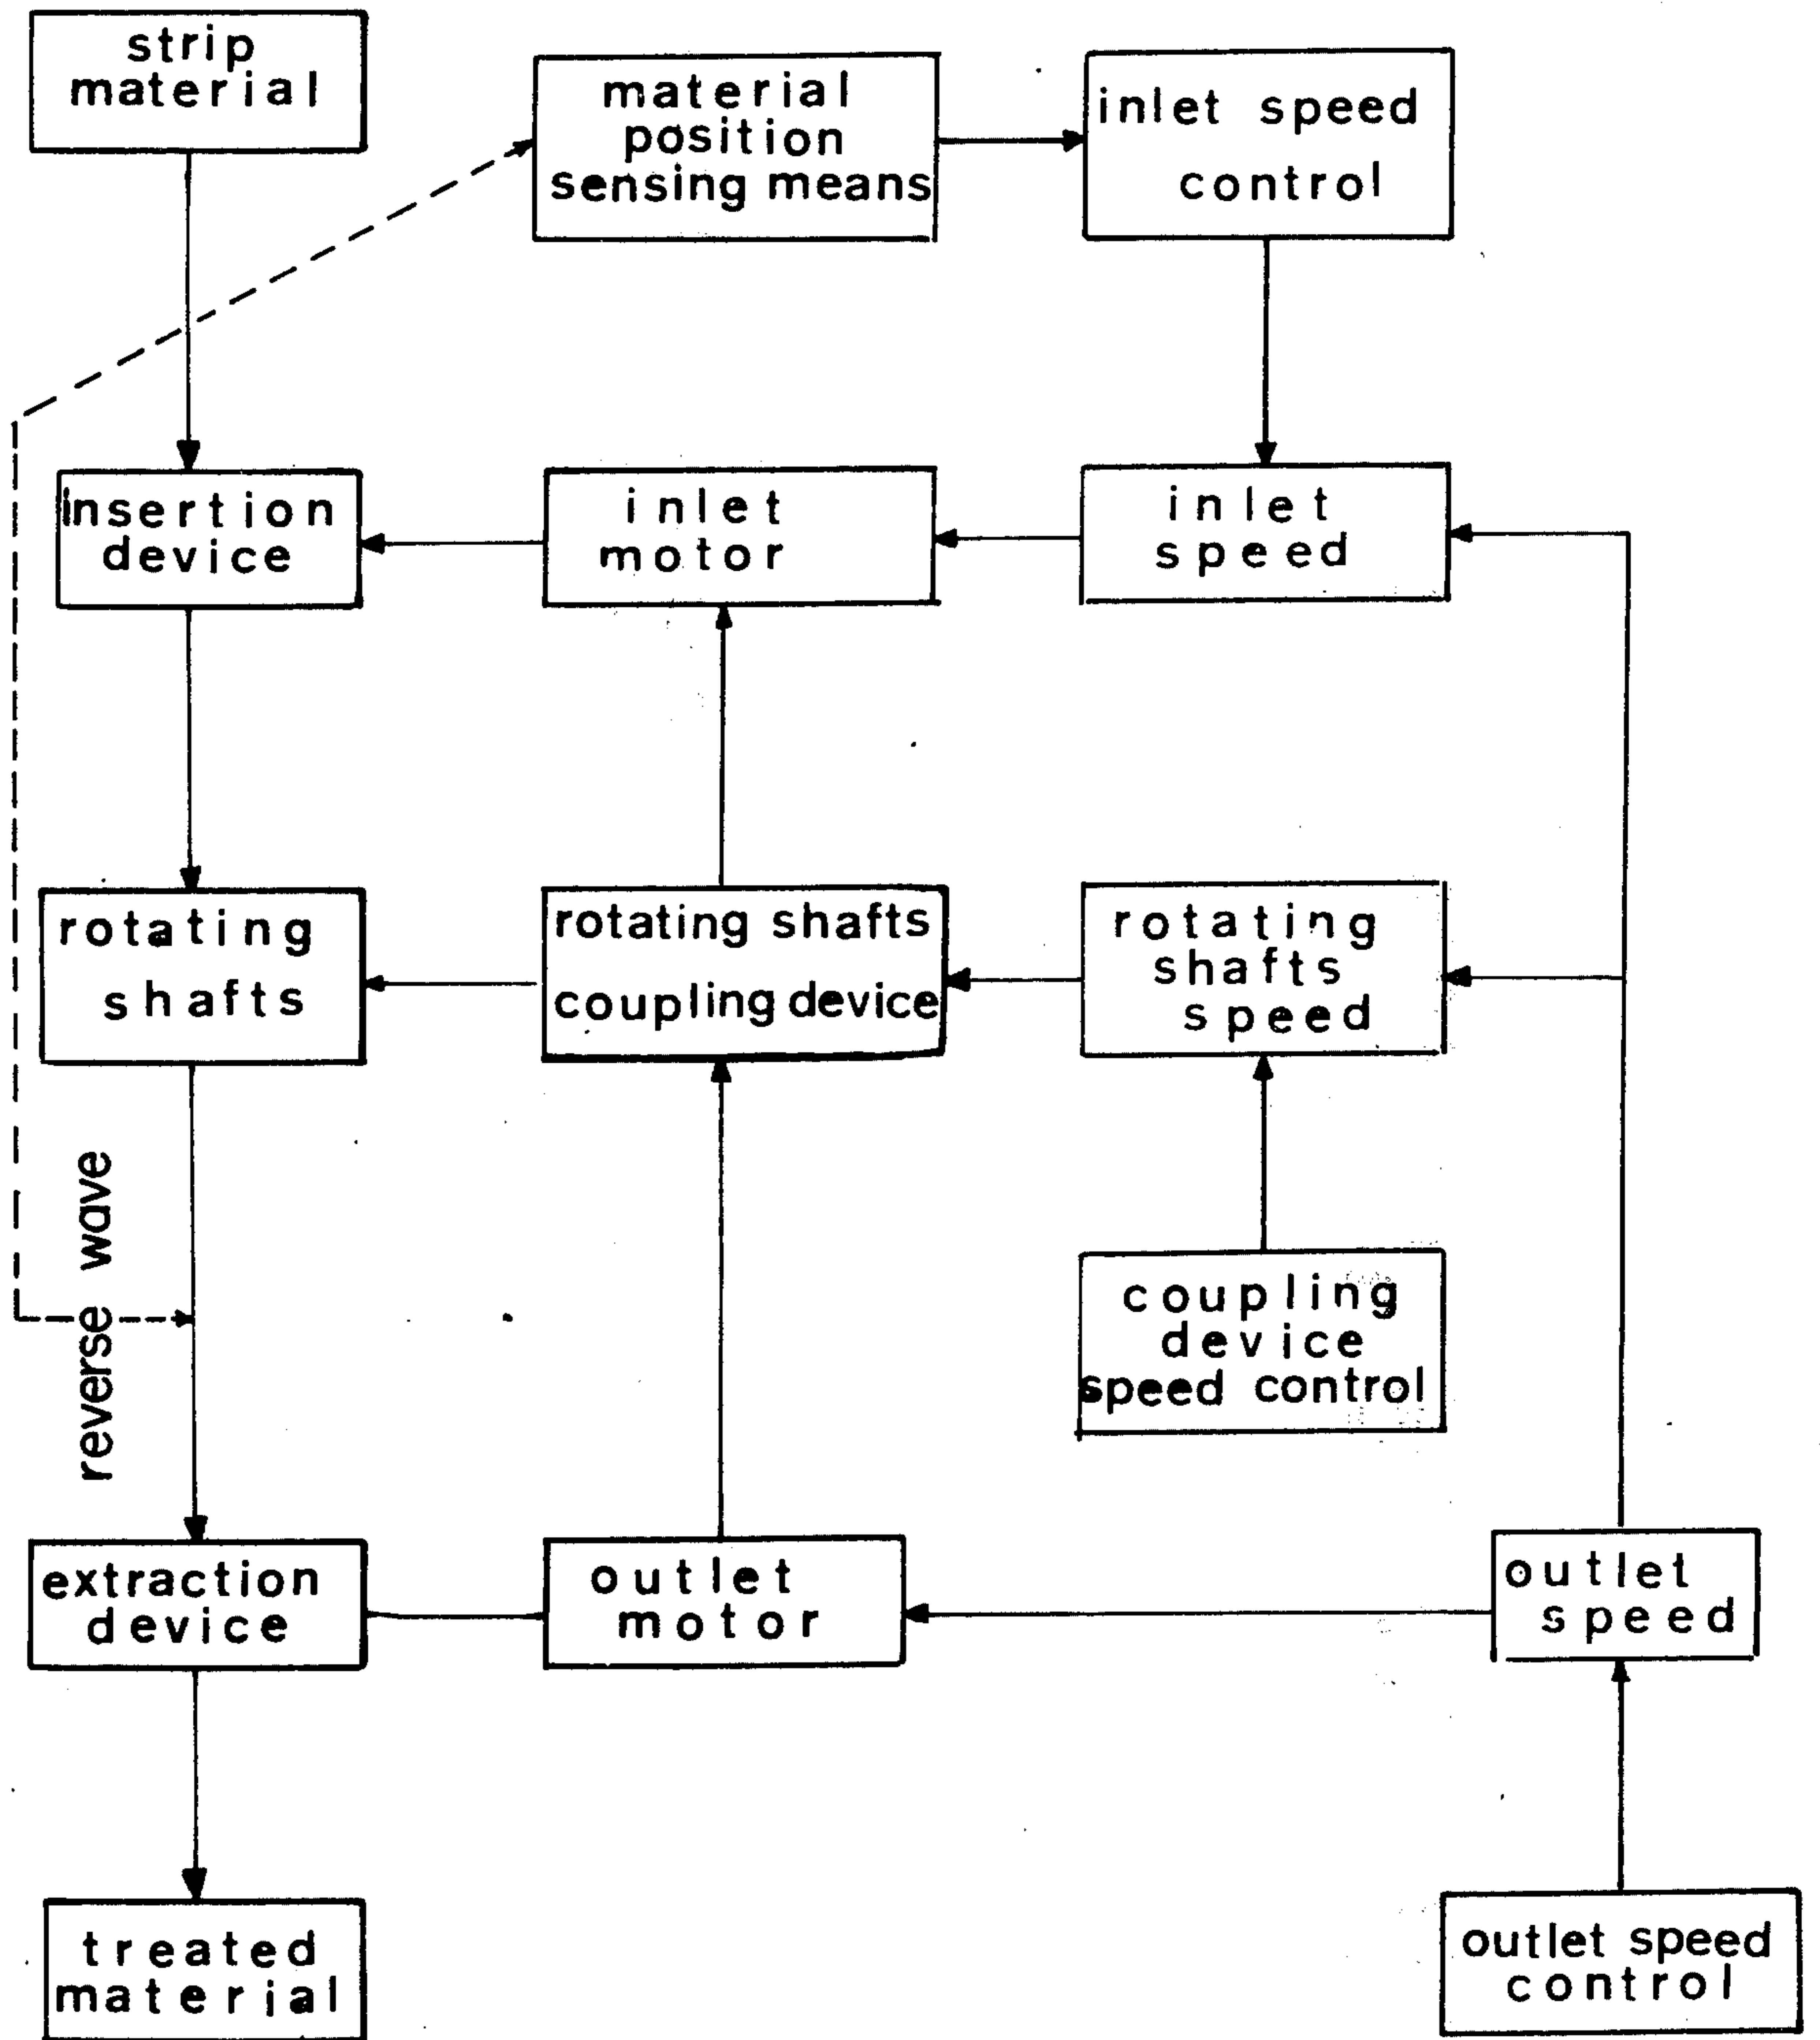 strip
material
material
position
sensing means
inlet speed
control
insertion
device
inlet
motor
inlet
speed
rotating
shafts
rotating shafts
coupling device
rotating
shafts
speed
reverse wave
coupling
device
speed control
extraction
device
outlet
motor
outlet
speed
treated
material
outlet speed
control